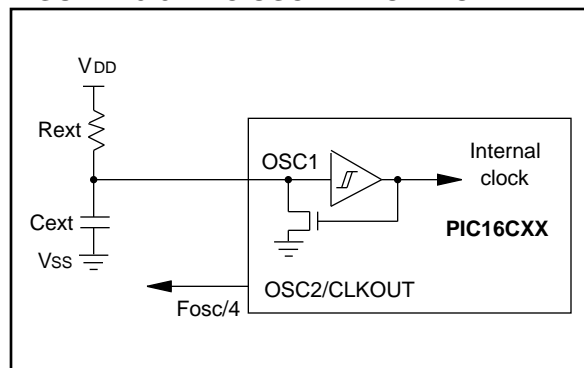 VDD
Rext
OSC1
Internal
clock
Cext
PIC16CXX
VSS
OSC2/CLKOUT
Fosc/4